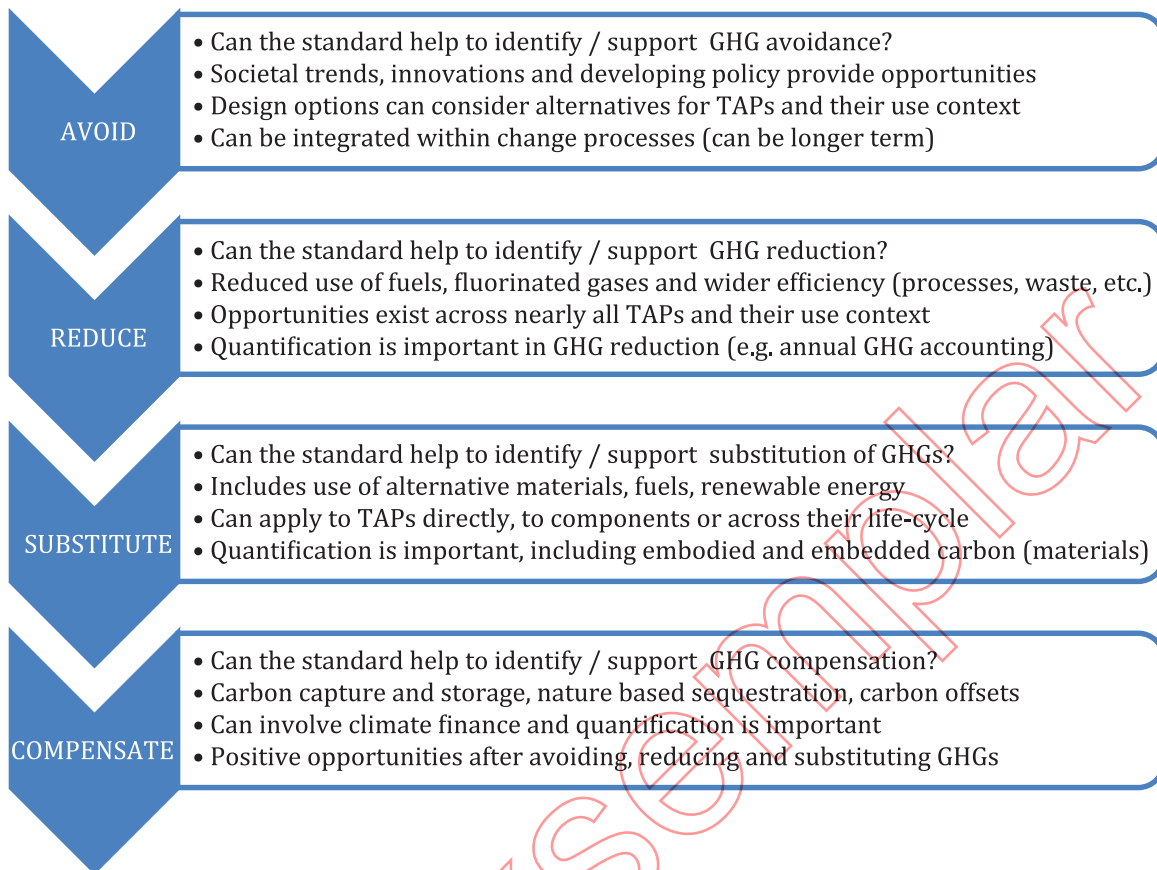 AVOID
• Can the standard help to identify / support GHG avoidance?
• Societal trends, innovations and developing policy provide opportunities
• Design options can consider alternatives for TAPs and their use context
• Can be integrated within change processes (can be longer term)
REDUCE
• Can the standard help to identify / support GHG reduction?
• Reduced use of fuels, fluorinated gases and wider efficiency (processes, waste, etc.)
• Opportunities exist across nearly all TAPs and their use context
• Quantification is important in GHG reduction (e.g. annual GHG accounting)
SUBSTITUTE
• Can the standard help to identify / support substitution of GHGs?
• Includes use of alternative materials, fuels, renewable energy
• Can apply to TAPs directly, to components or across their life-cycle
• Quantification is important, including embodied and embedded carbon (materials)
COMPENSATE
• Can the standard help to identify / support GHG compensation?
• Carbon capture and storage, nature based sequestration, carbon offsets
• Can involve climate finance and quantification is important
• Positive opportunities after avoiding, reducing and substituting GHGs